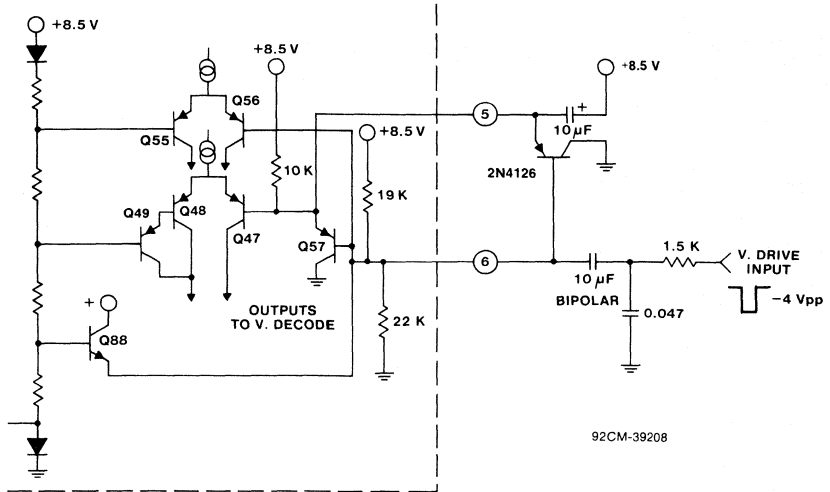 +8.5 V
+8.5 V
+8.5 V
Q56
Q55
5
+
10 µF
+8.5 V
10 K
2N4126
19 K
Q49
Q48
Q47
Q57
6
1.5 K
V. DRIVE
INPUT
10 µF
BIPOLAR
−4 Vpp
0.047
+
OUTPUTS
TO V. DECODE
22 K
Q88
92CM-39208